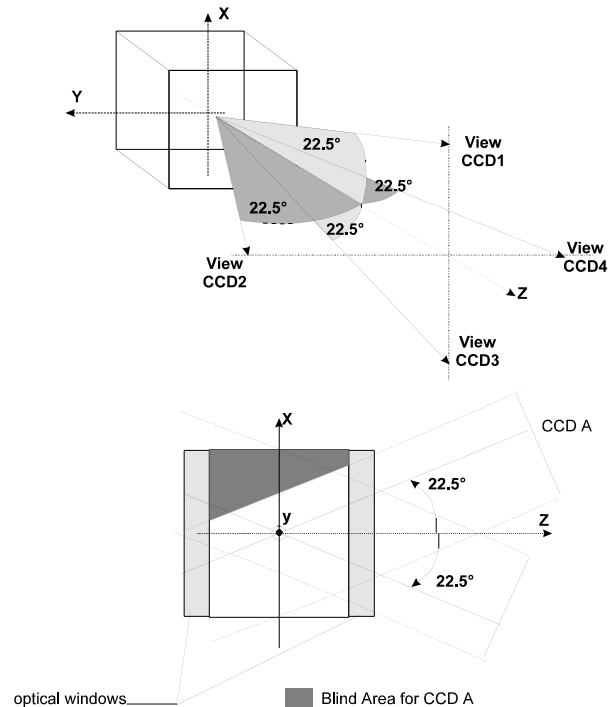 X
Y
View
CCD1
22.5°
22.5°
22.5°
22.5°
View
CCD2
View
CCD4
Z
View
CCD3
X
CCD A
22.5°
y
Z
22.5°
optical windows
Blind Area for CCD A